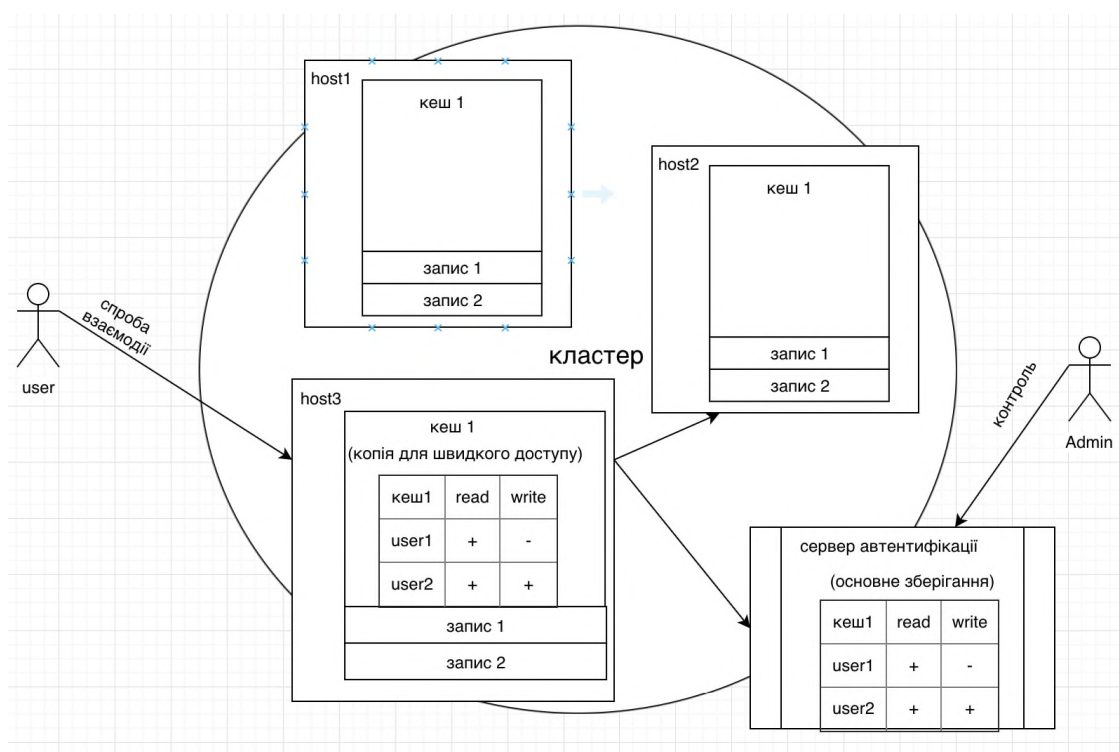 host1
кеш 1
запис 1
запис 2
host2
кеш 1
запис 1
запис 2
спроба
взаємодії
user
кластер
контроль
Admin
host3
кеш 1
(копія для швидкого доступу)
кеш1 read write
user1 + -
user2 + +
запис 1
запис 2
сервер автентифікації
(основне зберігання)
кеш1 read write
user1 + -
user2 + +